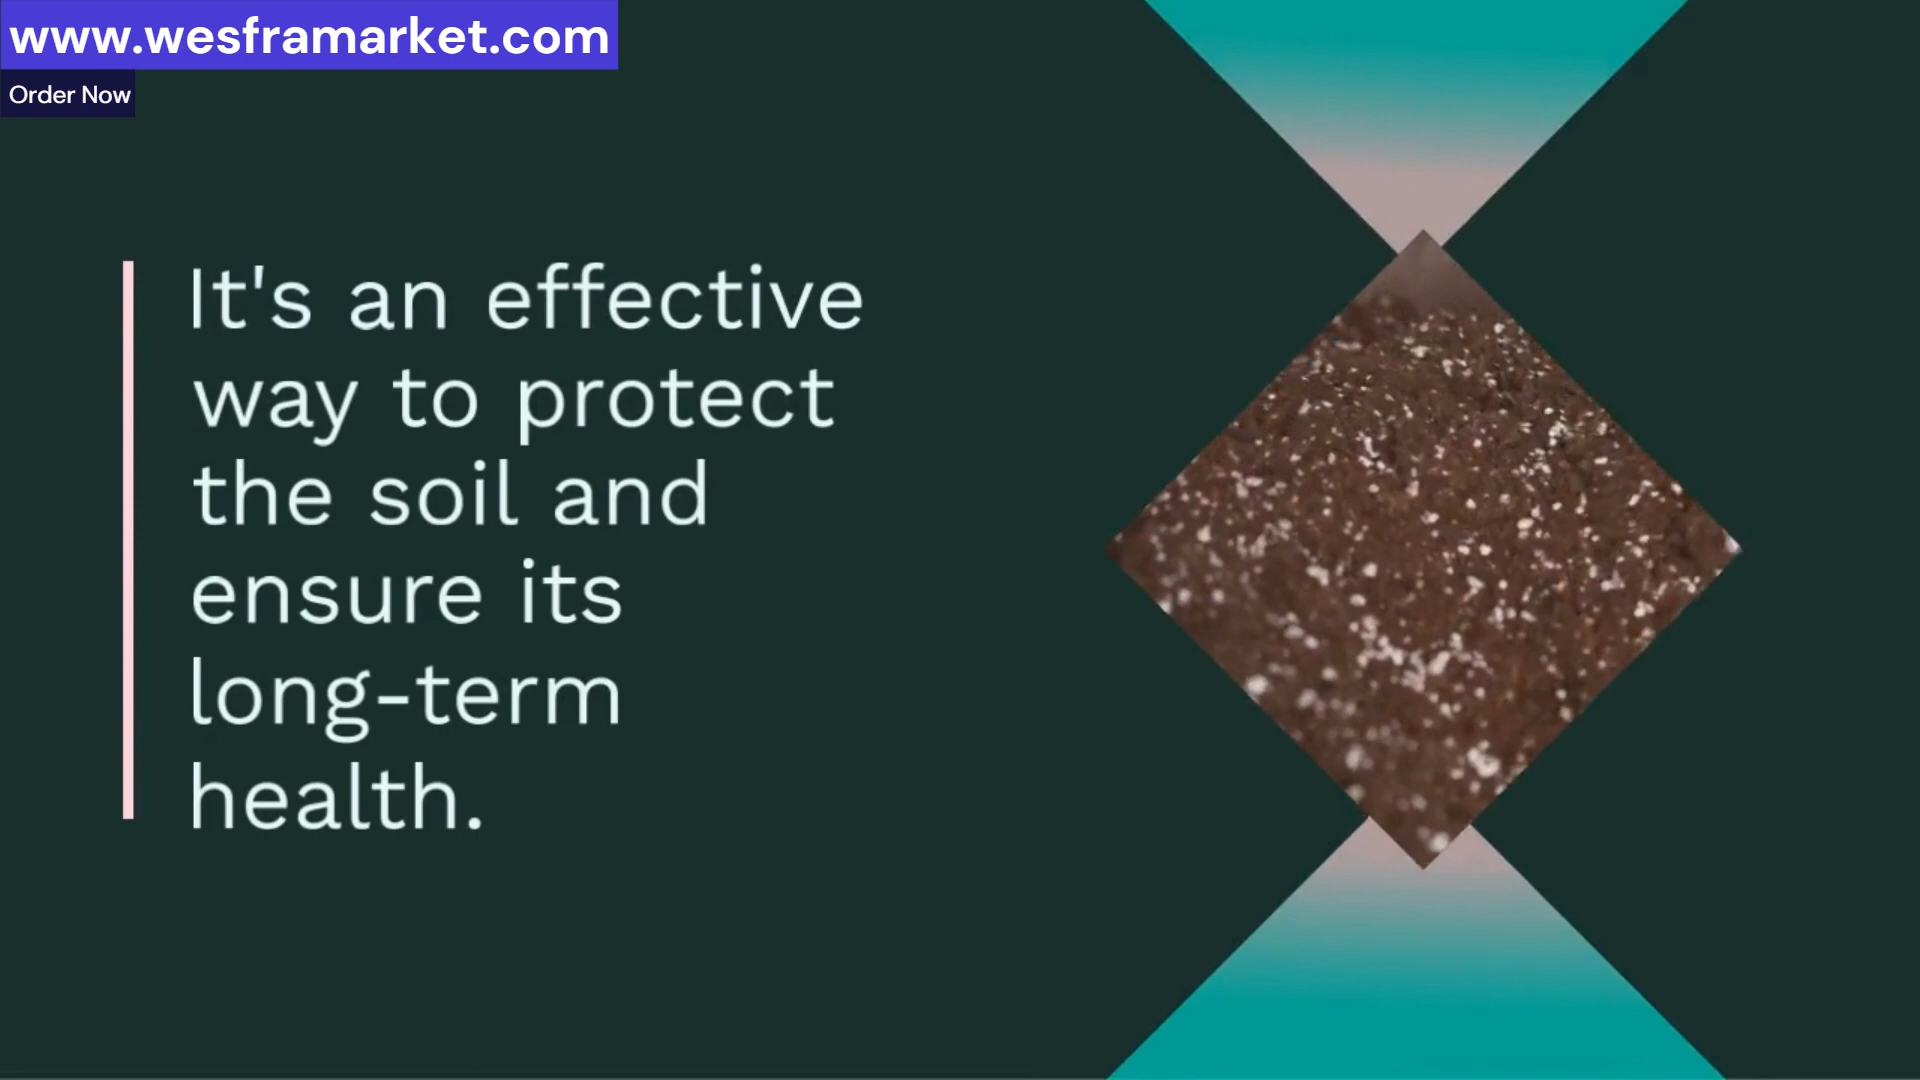 www.wesframarket.com
Order Now
It's an effective
way to protect
the soil and
ensure its
long-term
health.